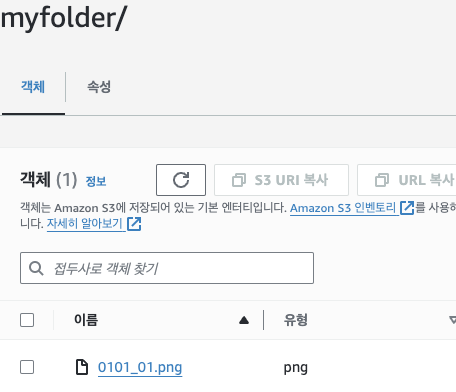 myfolder/
객체 속성
객체 (1) 정보 S3 URI 복사 URL 복사
객체는 Amazon S3에 저장되어 있는 기본 엔터티입니다. Amazon S3 인벤토리를 사용하
니다. 자세히 알아보기
접두사로 객체 찾기
이름 유형
0101_01.png png